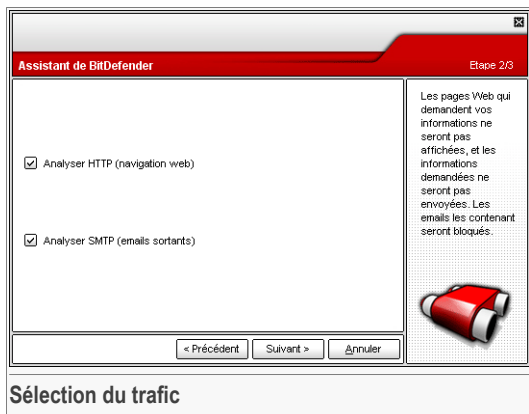 Assistant de BitDefender
Etape 2/3
Analyser HTTP (navigation web)
Analyser SMTP (emails sortants)
Les pages Web qui
demandent vos
informations ne
seront pas
affichées, et les
informations
demandées ne
seront pas
envoyées. Les
emails les contenant
seront bloqués.
< Précédent
Suivant >
Annuler
Sélection du trafic